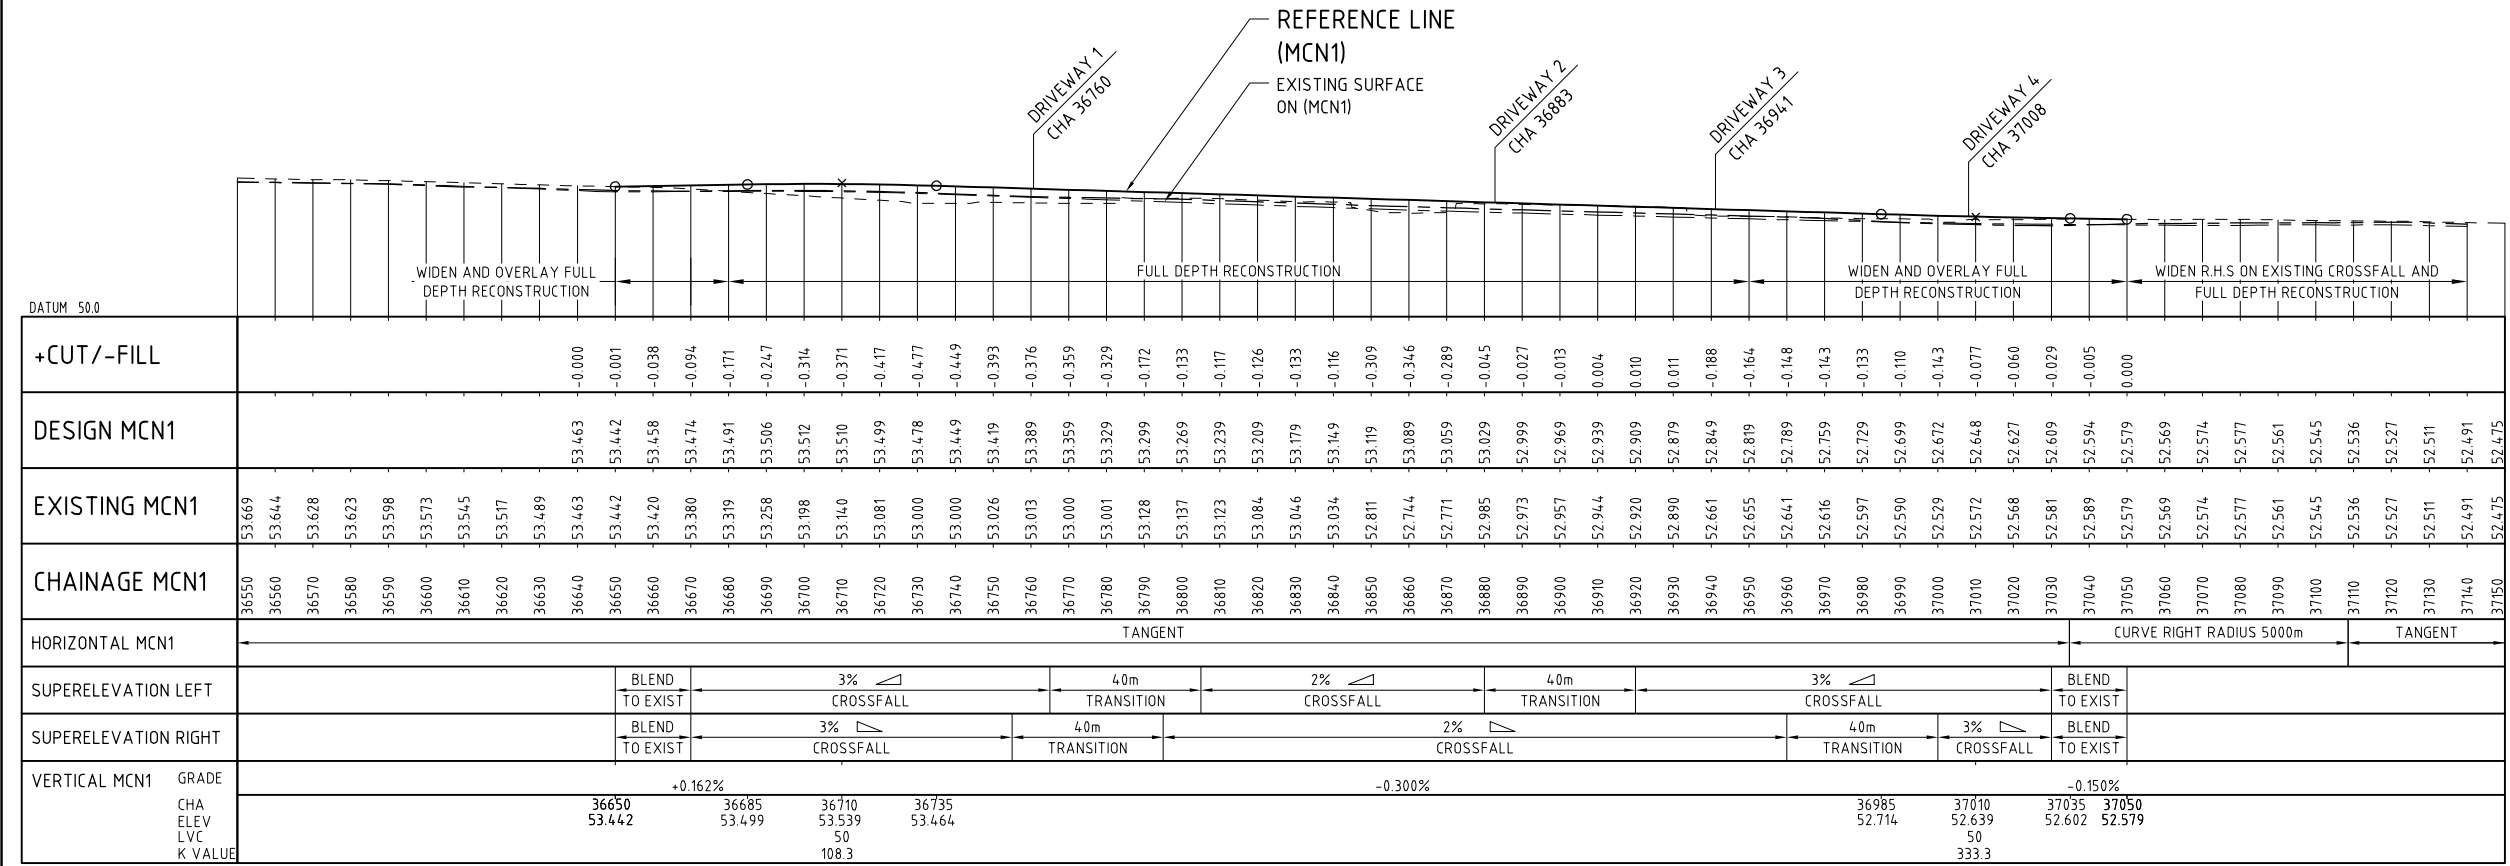 REFERENCE LINE
(MCN1)
EXISTING SURFACE
ON (MCN1)
DRIVEWAY 1
CHA 36760
DRIVEWAY 2
CHA 36883
DRIVEWAY 3
CHA 36941
DRIVEWAY 4
CHA 37008
WIDEN AND OVERLAY FULL
DEPTH RECONSTRUCTION
FULL DEPTH RECONSTRUCTION
WIDEN AND OVERLAY FULL
DEPTH RECONSTRUCTION
WIDEN R.H.S ON EXISTING CROSSFALL AND
FULL DEPTH RECONSTRUCTION
DATUM 50.0
+CUT/-FILL -0.000 -0.001 -0.038 -0.094 -0.171 -0.247 -0.314 -0.371 -0.417 -0.477 -0.4449 -0.393 -0.376 -0.359 -0.329 -0.172 -0.133 -0.117 -0.126 -0.133 -0.116 -0.309 -0.346 -0.289 -0.045 -0.027 -0.013 0.004 0.010 0.011 -0.188 -0.164 -0.148 -0.143 -0.133 -0.110 -0.143 -0.077 -0.060 -0.029 -0.005 0.000
DESIGN MCN1 53.463 53.442 53.458 53.474 53.491 53.506 53.512 53.510 53.499 53.478 53.449 53.419 53.389 53.359 53.329 53.299 53.269 53.239 53.209 53.179 53.149 53.119 53.089 53.059 53.029 52.999 52.969 52.939 52.909 52.879 52.849 52.819 52.789 52.759 52.729 52.699 52.672 52.648 52.627 52.609 52.594 52.579 52.569 52.574 52.577 52.561 52.545 52.536 52.527 52.511 52.491 52.475
EXISTING MCN1 53.669 53.644 53.628 53.623 53.598 53.573 53.545 53.517 53.489 53.463 53.442 53.420 53.380 53.319 53.258 53.198 53.140 53.081 53.000 53.000 53.026 53.013 53.000 53.001 53.128 53.137 53.123 53.084 53.046 53.034 52.811 52.744 52.771 52.985 52.973 52.957 52.944 52.920 52.890 52.661 52.655 52.641 52.616 52.597 52.590 52.529 52.572 52.568 52.581 52.589 52.579 52.569 52.574 52.577 52.561 52.545 52.536 52.527 52.511 52.491 52.475
CHAINAGE MCN1 36550 36560 36570 36580 36590 36600 36610 36620 36630 36640 36650 36660 36670 36680 36690 36700 36710 36720 36730 36740 36750 36760 36770 36780 36790 36800 36810 36820 36830 36840 36850 36860 36870 36880 36890 36900 36910 36920 36930 36940 36950 36960 36970 36980 36990 37000 37010 37020 37030 37040 37050 37060 37070 37080 37090 37100 37110 37120 37130 37140 37150
HORIZONTAL MCN1 TANGENT CURVE RIGHT RADIUS 5000m TANGENT
SUPERELEVATION LEFT
BLEND 3% 40m 2% 40m 3% BLEND
TO EXIST CROSSFALL TRANSITION CROSSFALL TRANSITION CROSSFALL TO EXIST
SUPERELEVATION RIGHT
BLEND 3% 40m 2% 40m 3% BLEND
TO EXIST CROSSFALL TRANSITION CROSSFALL TRANSITION CROSSFALL TO EXIST
VERTICAL MCN1 GRADE +0.162% -0.300% -0.150%
CHA 36650 36685 36710 36735 36985 37010 37035 37050
ELEV 53.442 53.499 53.539 53.464 52.714 52.639 52.602 52.579
LVC 50 50
K VALUE 108.3 333.3